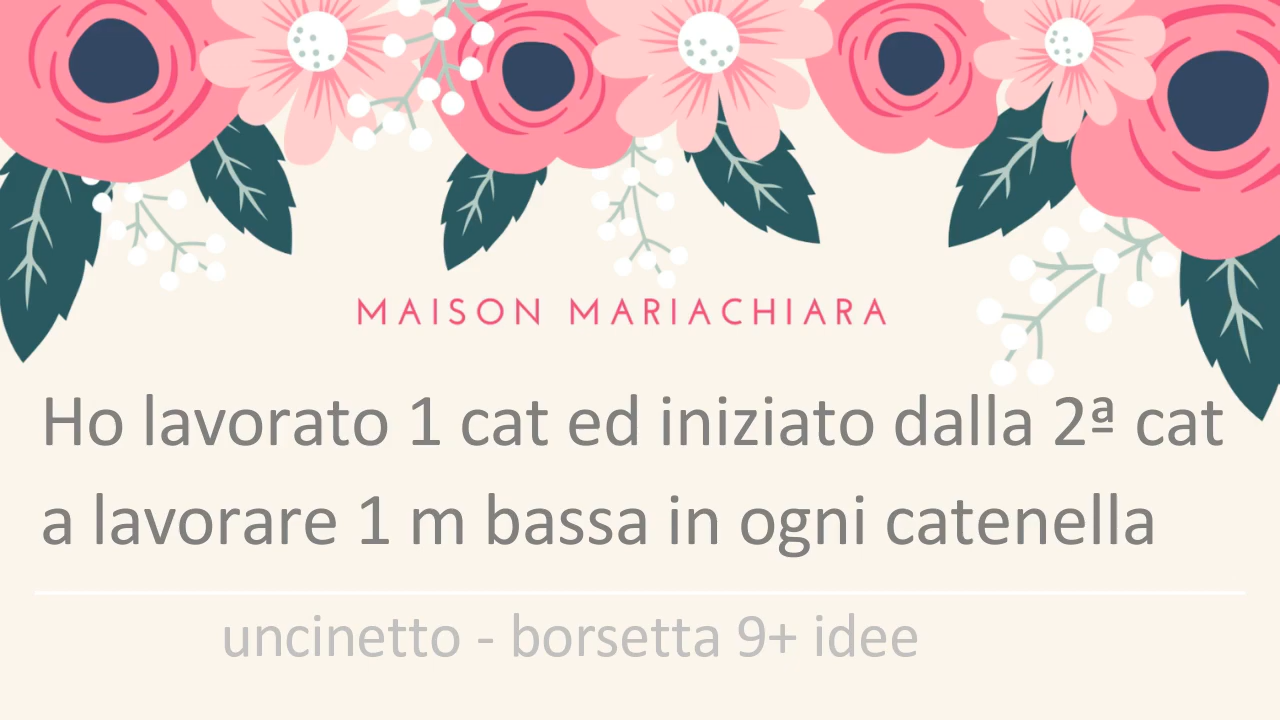 MAISON MARIACHIARA
Ho lavorato 1 cat ed iniziato dalla 2ª cat
a lavorare 1 m bassa in ogni catenella
uncinetto - borsetta 9+ idee